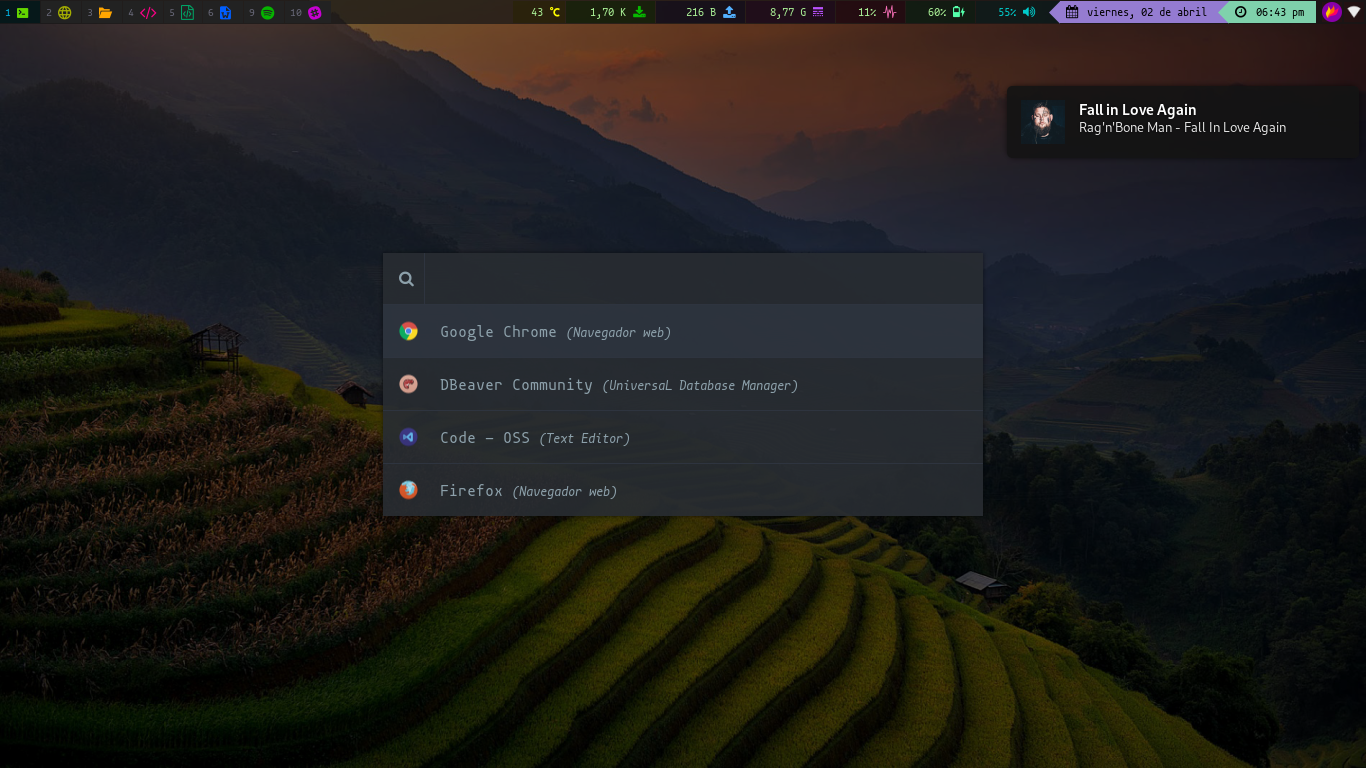 1 2 3 4 5 6 9 10 43 °C 1,70 K 216 B 8,77 G 11% 60% 55% viernes, 02 de abril 06:43 pm
Fall in Love Again
Rag'n'Bone Man - Fall In Love Again
Google Chrome (Navegador web)
DBeaver Community (UniversaL Database Manager)
Code - OSS (Text Editor)
Firefox (Navegador web)